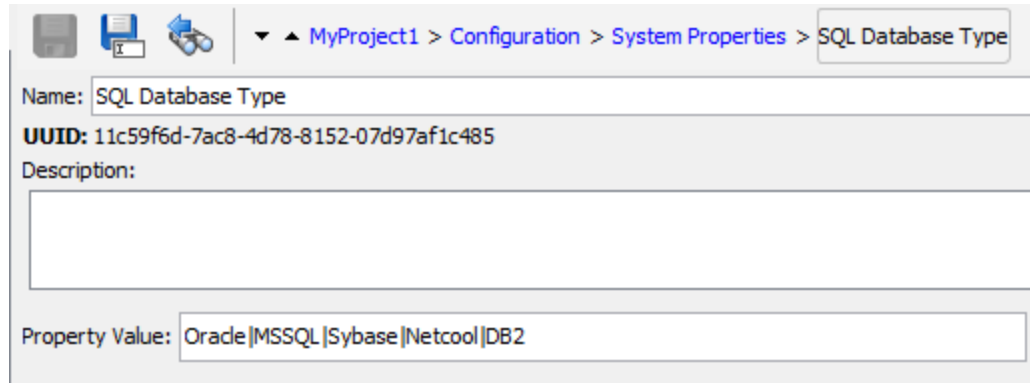 MyProject1 > Configuration > System Properties > SQL Database Type
Name: SQL Database Type
UUID: 11c59f6d-7ac8-4d78-8152-07d97af1c485
Description:
Property Value: Oracle|MSSQL|Sybase|Netcool|DB2